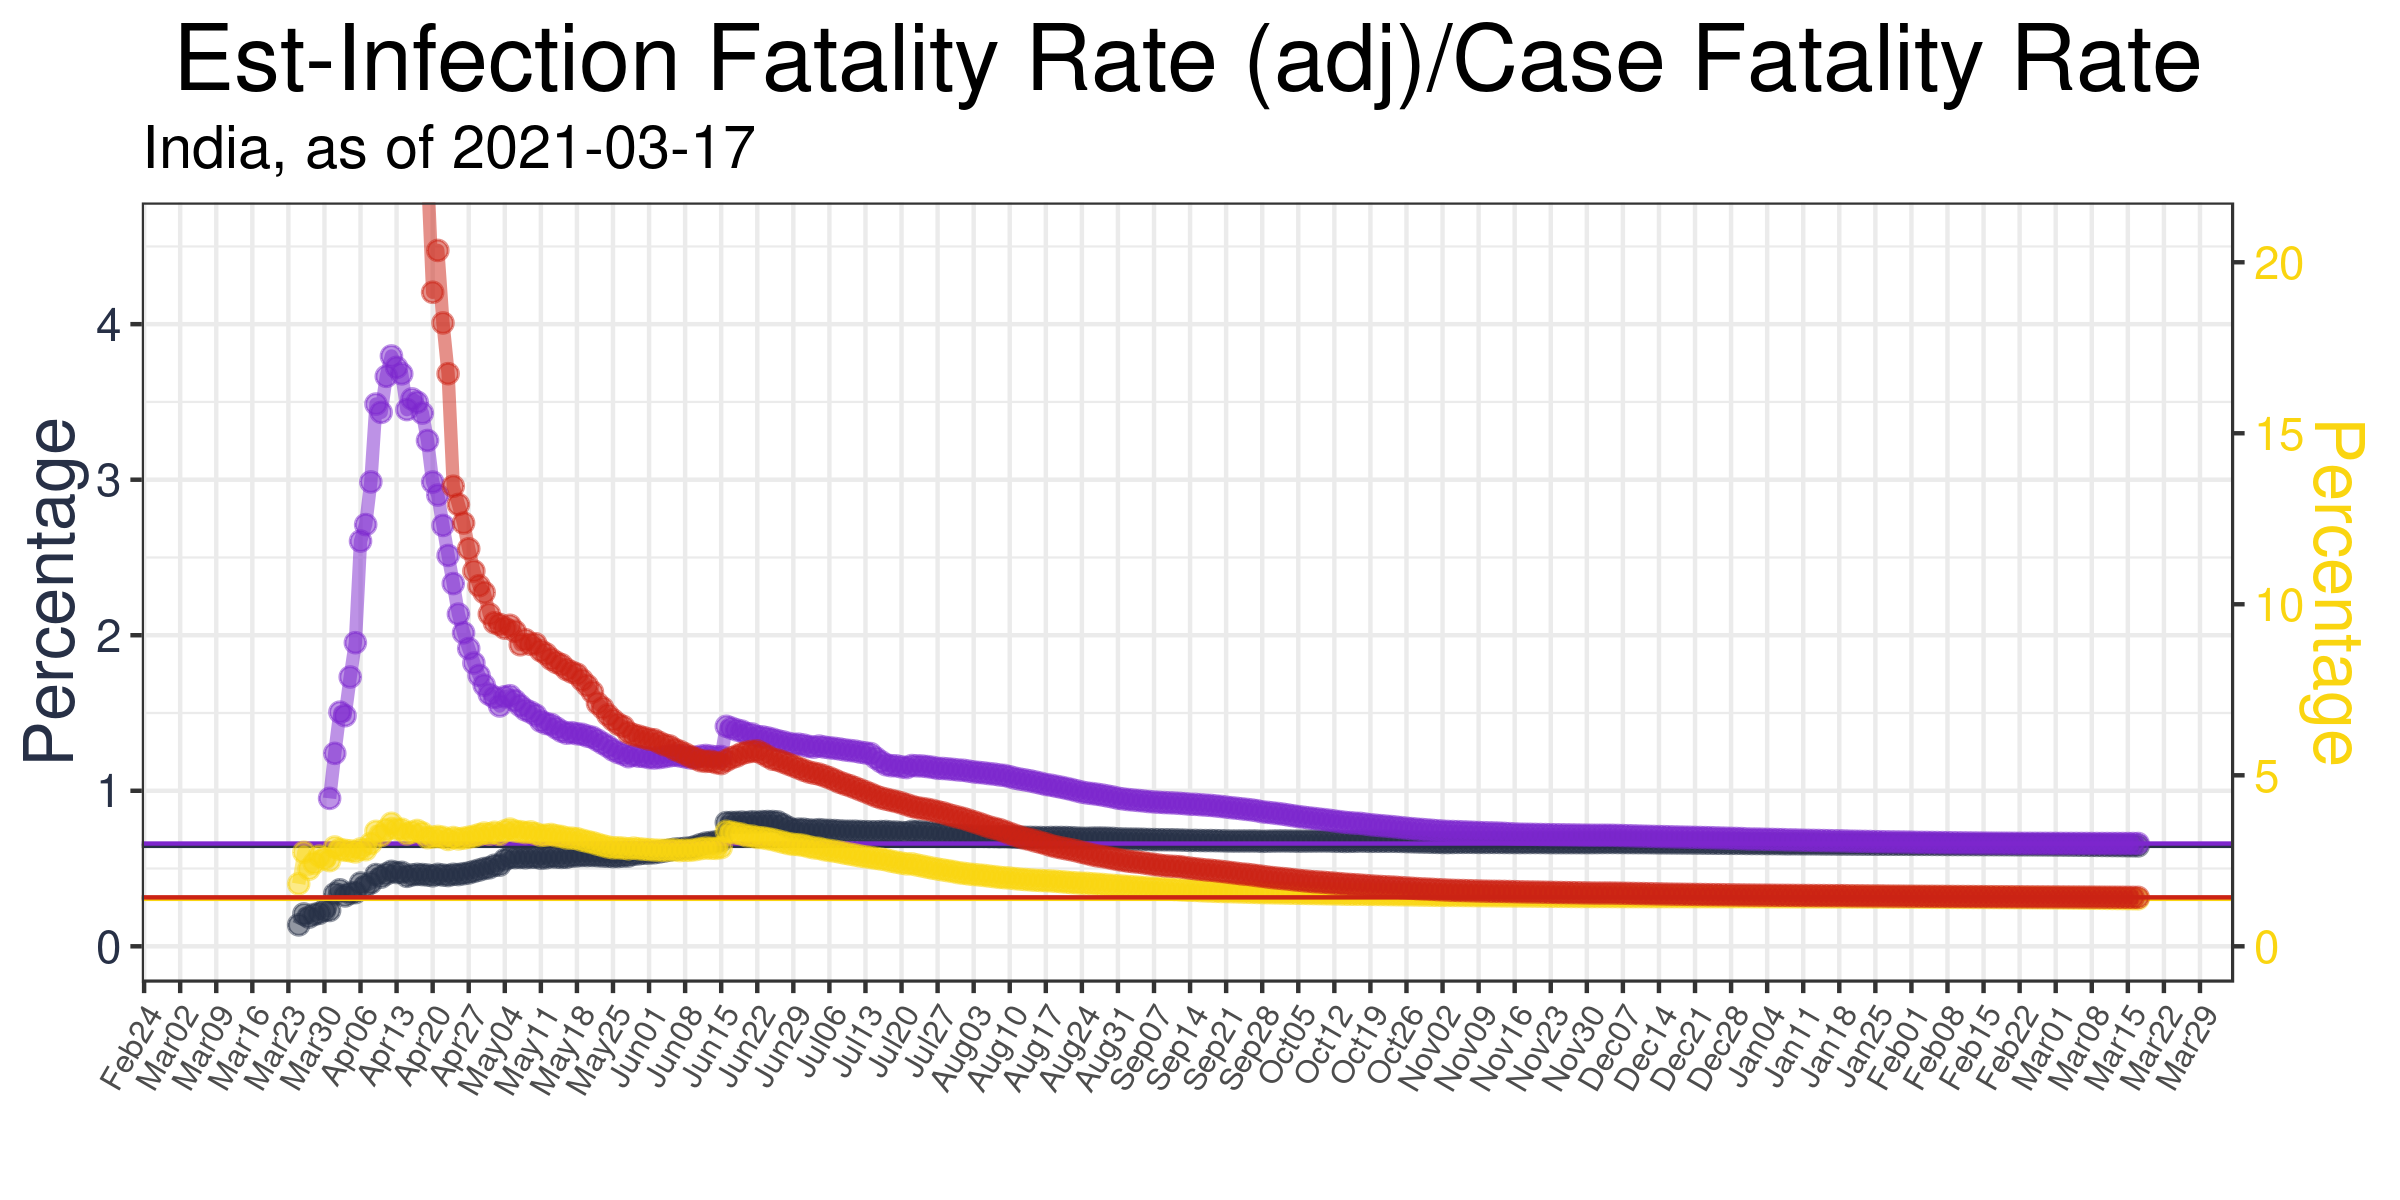 Est-Infection Fatality Rate (adj)/Case Fatality Rate
India, as of 2021-03-17
Percentage
4
3
2
1
0
20
15
10
5
0
Percentage
Feb24
Mar02
Mar09
Mar16
Mar23
Mar30
Apr06
Apr13
Apr20
Apr27
May04
May11
May18
May25
Jun01
Jun08
Jun15
Jun22
Jun29
Jul06
Jul13
Jul20
Jul27
Aug03
Aug10
Aug17
Aug24
Aug31
Sep07
Sep14
Sep21
Sep28
Oct05
Oct12
Oct19
Oct26
Nov02
Nov09
Nov16
Nov23
Nov30
Dec07
Dec14
Dec21
Dec28
Jan04
Jan11
Jan18
Jan25
Feb01
Feb08
Feb15
Feb22
Mar01
Mar08
Mar15
Mar22
Mar29